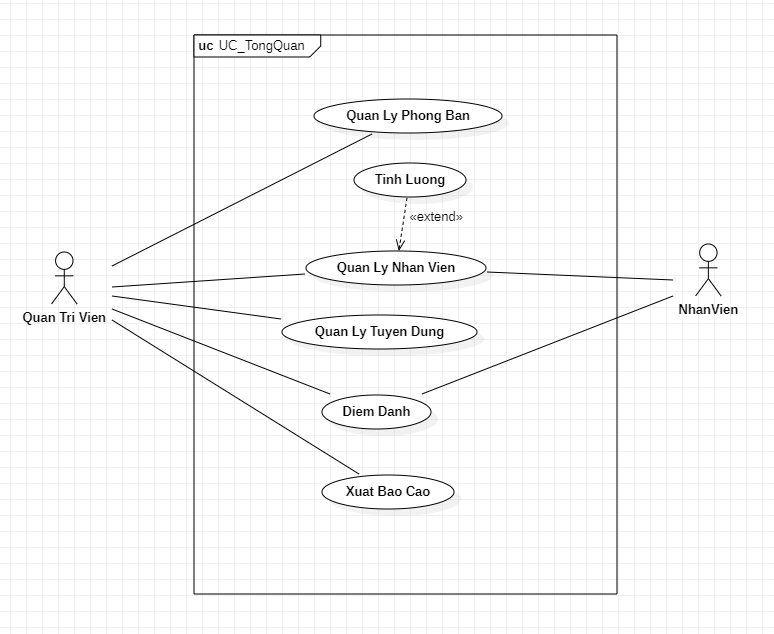 uc UC_TongQuan
Quan Ly Phong Ban
Tinh Luong
«extend»
Quan Ly Nhan Vien
Quan Tri Vien
NhanVien
Quan Ly Tuyen Dung
Diem Danh
Xuat Bao Cao